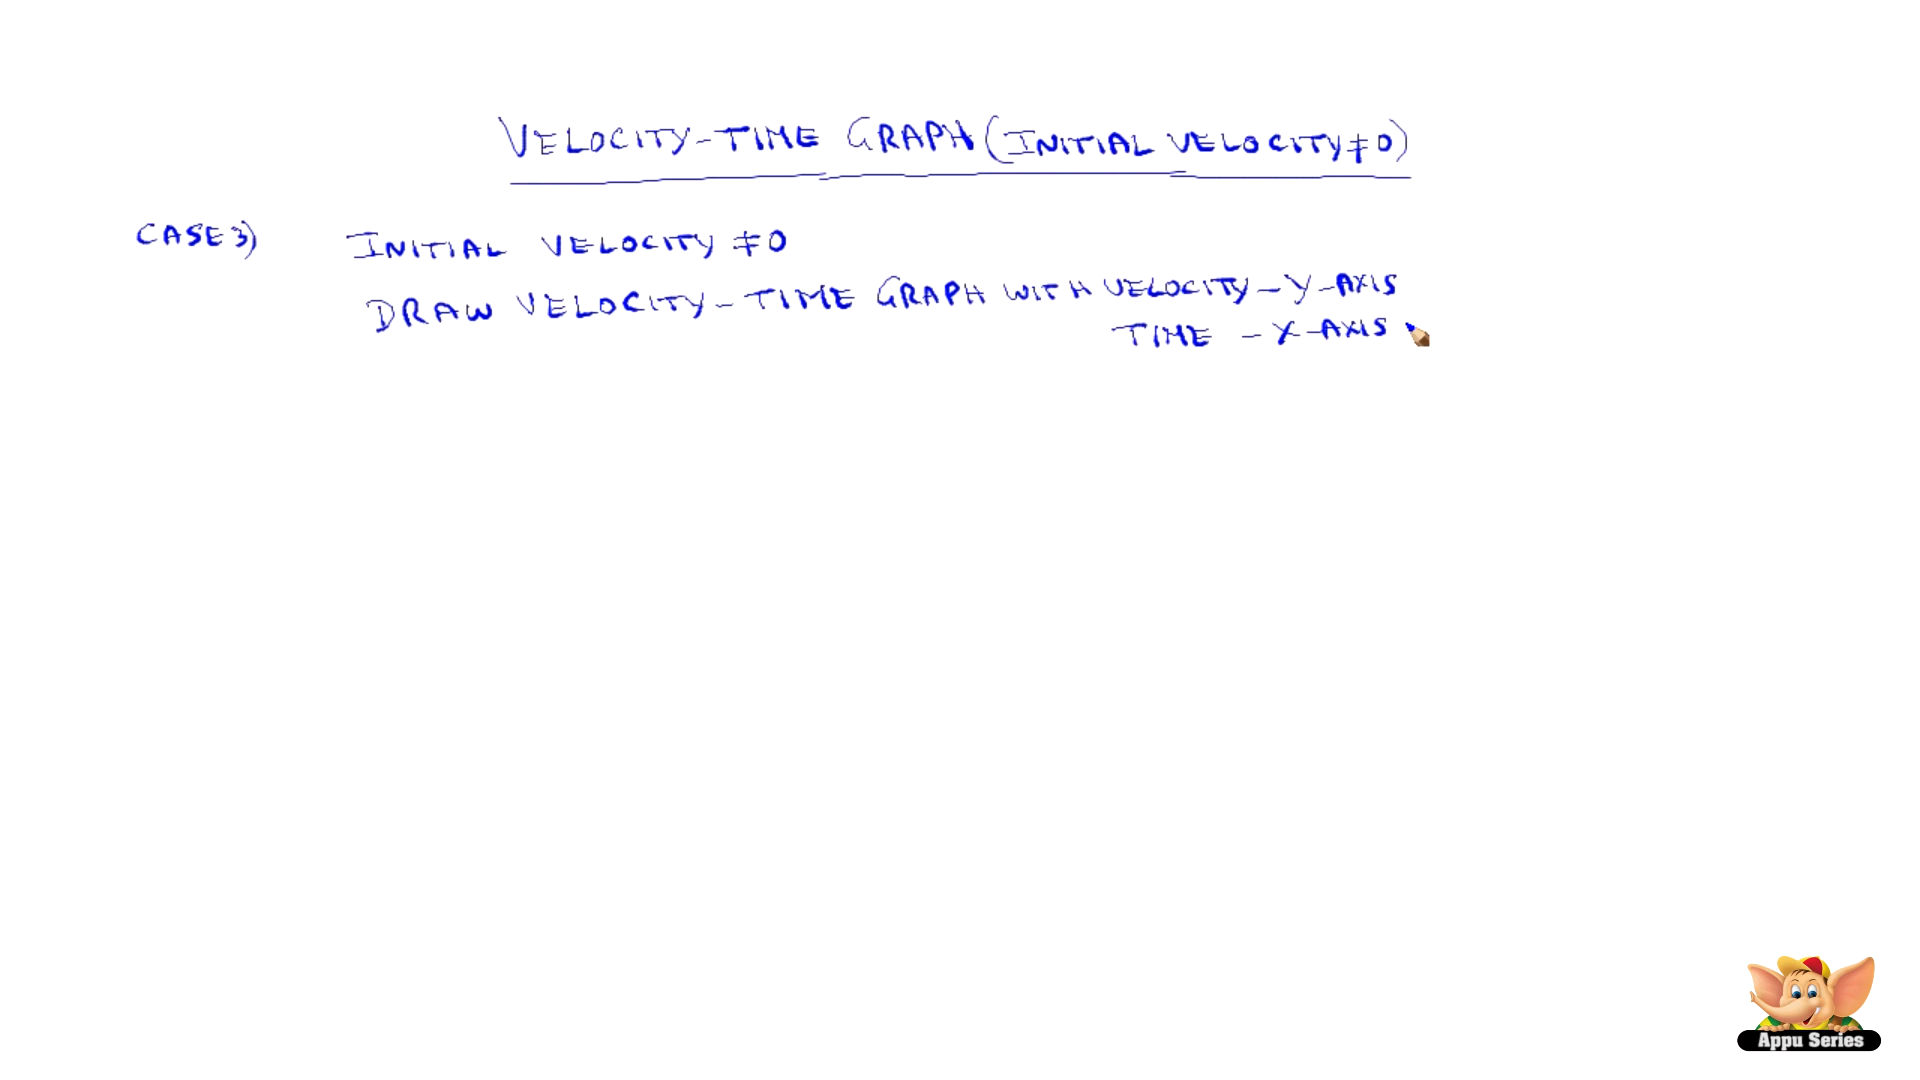 VELOCITY-TIME GRAPH (INITIAL VELOCITY≠0)
CASE 3) INITIAL VELOCITY ≠0
DRAW VELOCITY-TIME GRAPH WITH VELOCITY-Y-AXIS
TIME -X-AXIS
Appu Series